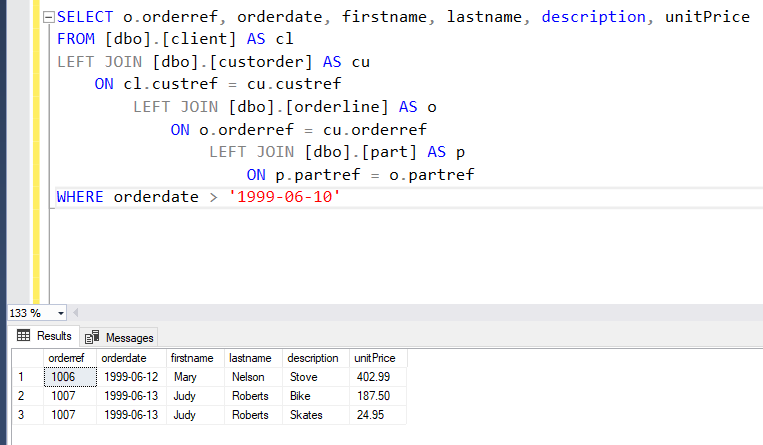 SELECT o.orderref, orderdate, firstname, lastname, description, unitPrice
FROM [dbo].[client] AS cl
LEFT JOIN [dbo].[custorder] AS cu
ON cl.custref = cu.custref
LEFT JOIN [dbo].[orderline] AS o
ON o.orderref = cu.orderref
LEFT JOIN [dbo].[part] AS p
ON p.partref = o.partref
WHERE orderdate > '1999-06-10'
133 %
Results Messages
orderref orderdate firstname lastname description unitPrice
1 1006 1999-06-12 Mary Nelson Stove 402.99
2 1007 1999-06-13 Judy Roberts Bike 187.50
3 1007 1999-06-13 Judy Roberts Skates 24.95